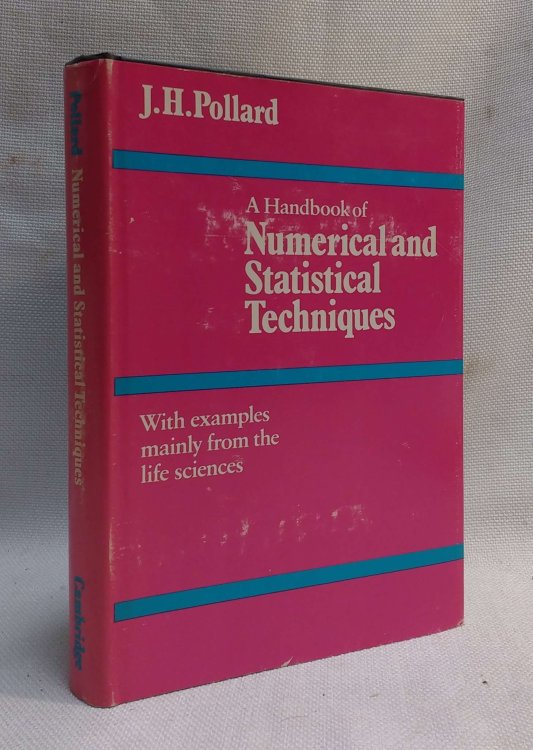 J.H.Pollard
A Handbook of
Numerical and
Statistical
Techniques
With examples
mainly from the
life sciences
Pollard Numerical and Statistical Techniques Cambridge